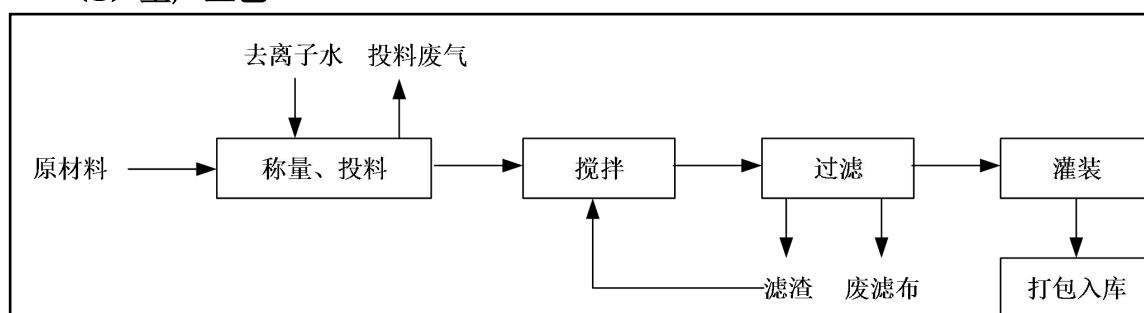 去离子水 投料废气
原材料 称量、投料 搅拌 过滤 灌装
滤渣 废滤布 打包入库